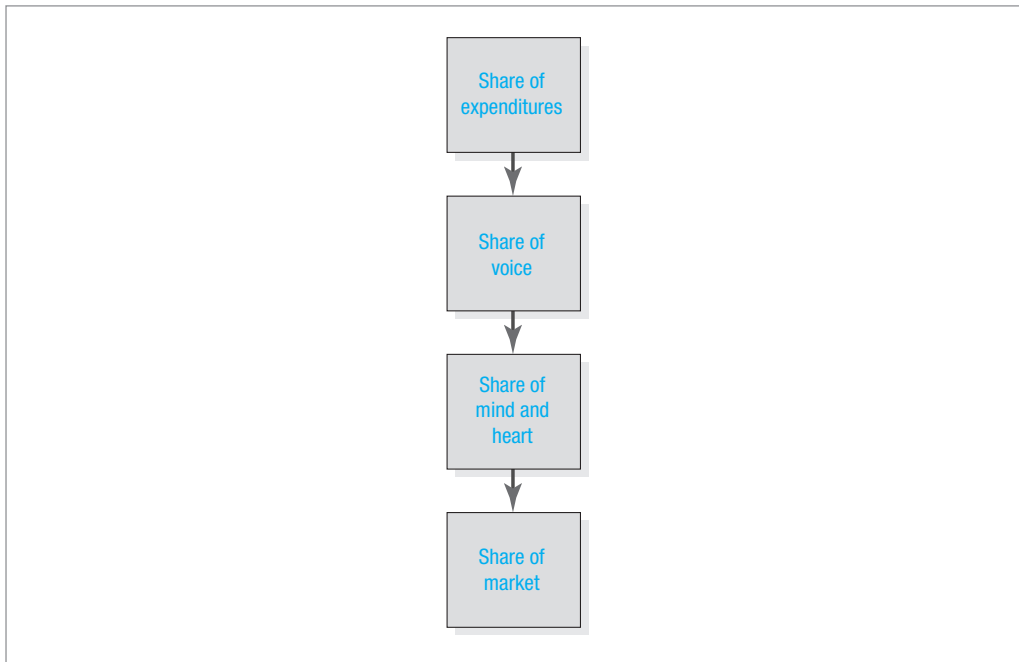 Share of
expenditures
Share of
voice
Share of
mind and
heart
Share of
market